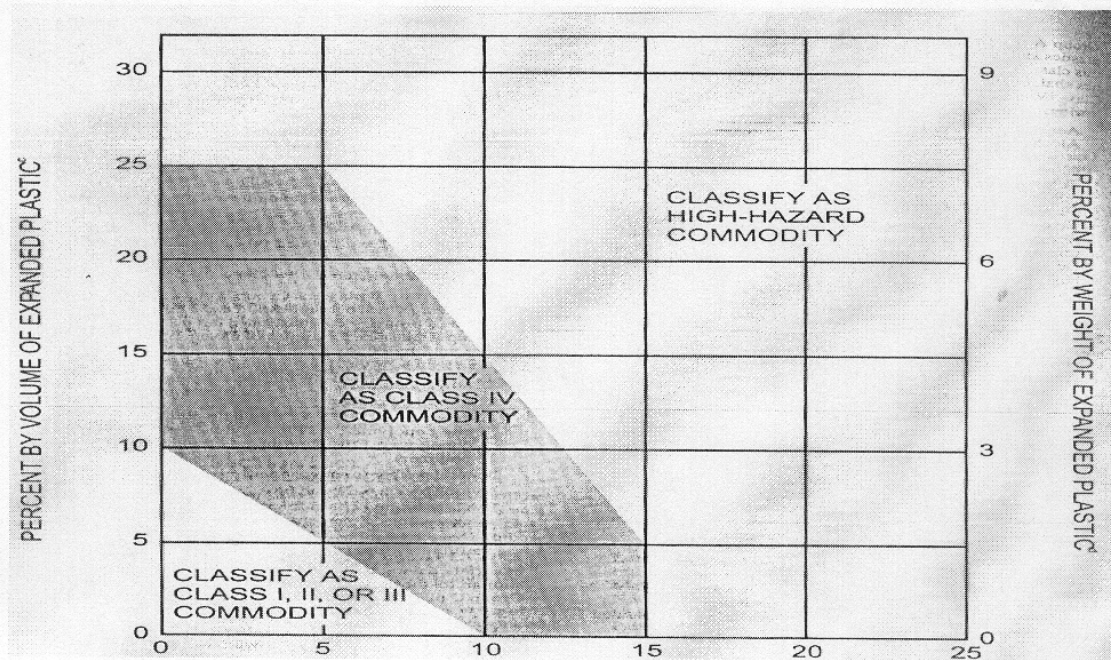 30
25
20
15
10
5
0
9
6
3
0
0
5
10
15
20
25
PERCENT BY VOLUME OF EXPANDED PLASTICᶜ
PERCENT BY WEIGHT OF EXPANDED PLASTIC
CLASSIFY AS
HIGH-HAZARD
COMMODITY
CLASSIFY
AS CLASS IV
COMMODITY
CLASSIFY AS
CLASS I, II, OR III
COMMODITY